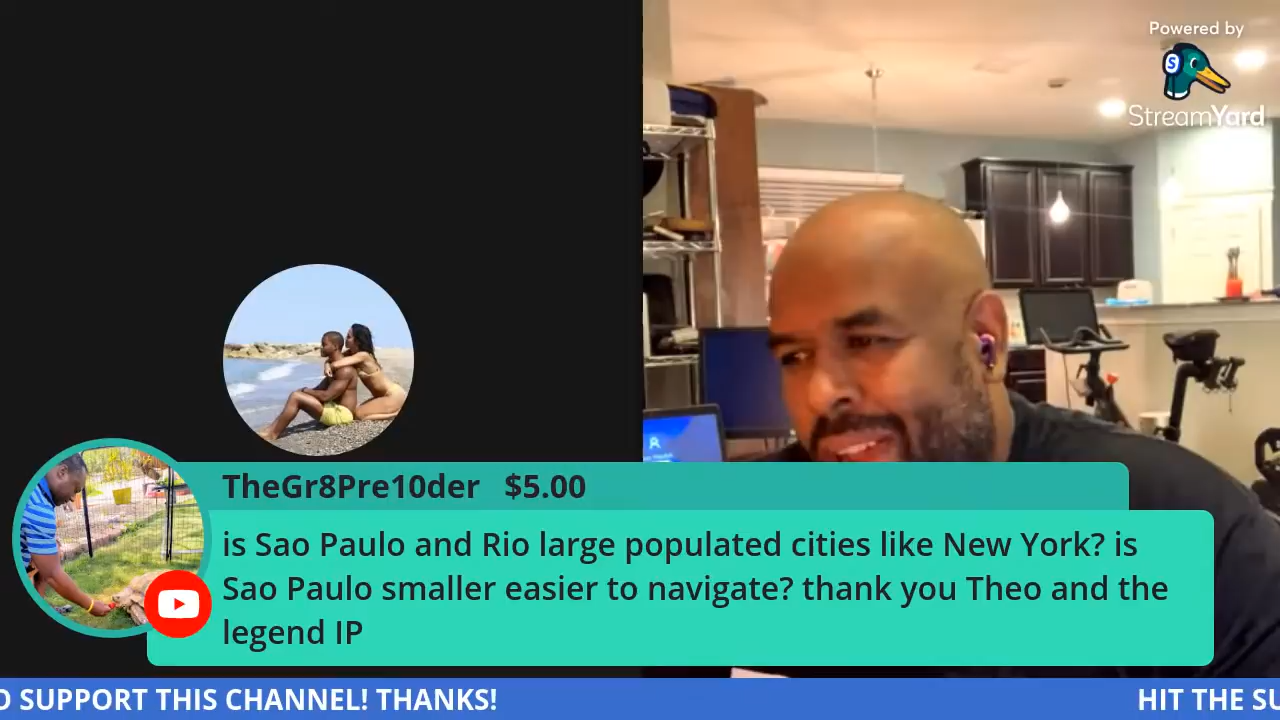 Powered by
S
StreamYard
TheGr8Pre10der $5.00
is Sao Paulo and Rio large populated cities like New York? is
Sao Paulo smaller easier to navigate? thank you Theo and the
legend IP
O SUPPORT THIS CHANNEL! THANKS!
HIT THE SU